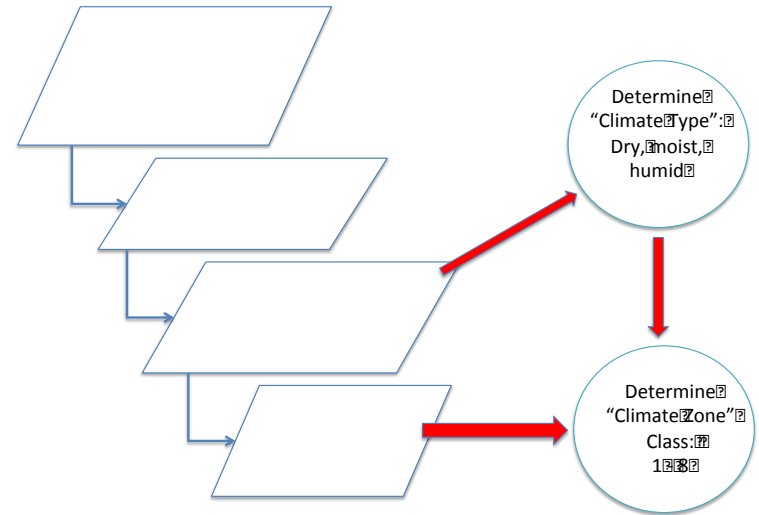 Determine
“Climate Type”:
Dry, moist,
humid
Determine
“Climate Zone”
Class:
1-8